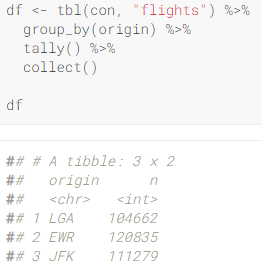 df <- tbl(con, "flights") %>%
  group_by(origin) %>%
  tally() %>%
  collect()
df
## # A tibble: 3 x 2
##   origin      n
##   <chr>   <int>
## 1 LGA    104662
## 2 EWR    120835
## 3 JFK    111279